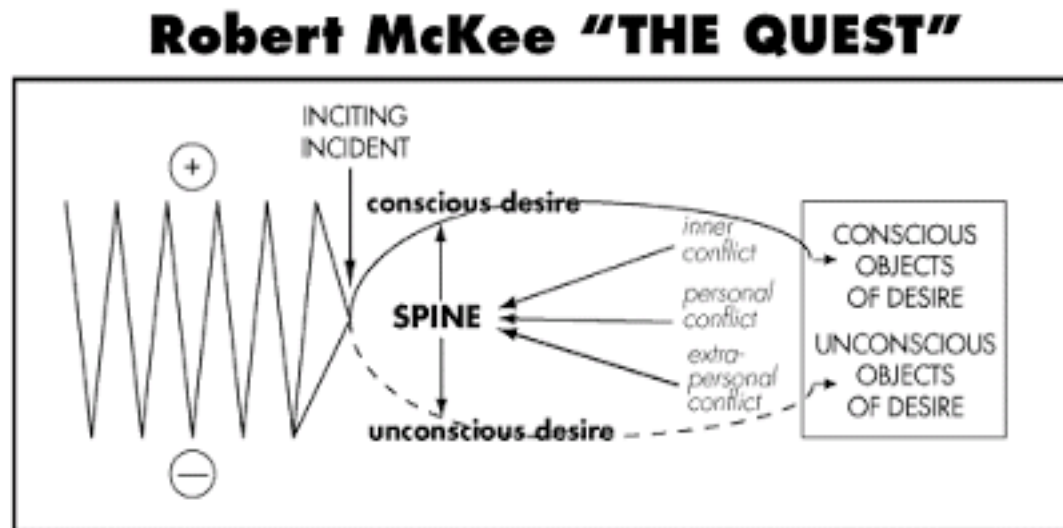 Robert McKee “THE QUEST”
INCITING
INCIDENT
+
conscious desire
inner
conflict
SPINE
personal
conflict
extra-
personal
conflict
unconscious desire
—
CONSCIOUS
OBJECTS
OF DESIRE
UNCONSCIOUS
OBJECTS
OF DESIRE